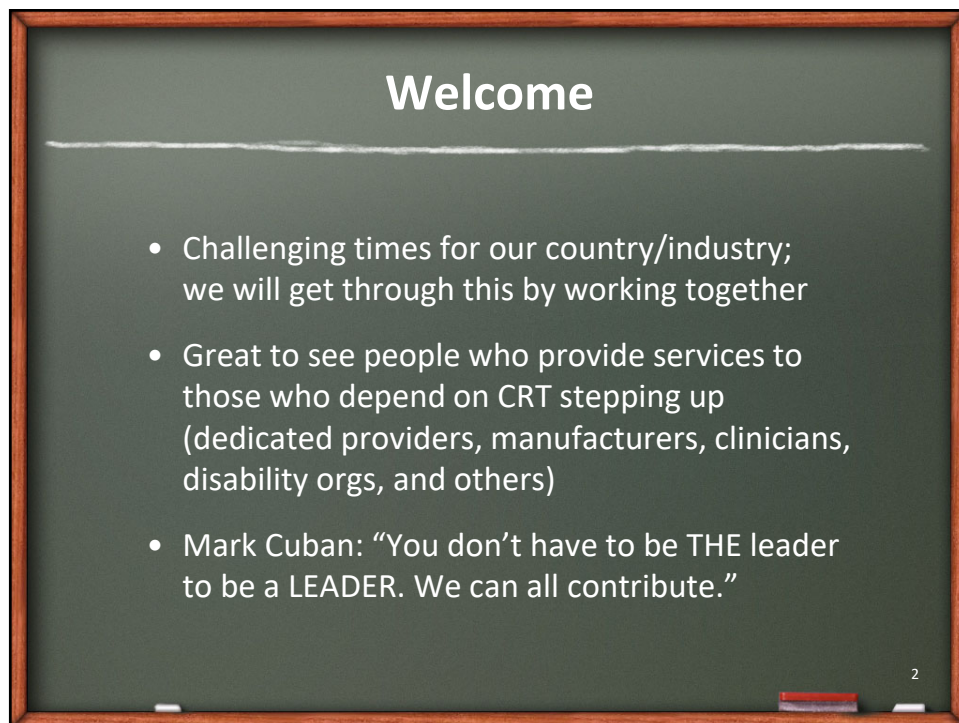 Welcome
• Challenging times for our country/industry;
we will get through this by working together
• Great to see people who provide services to
those who depend on CRT stepping up
(dedicated providers, manufacturers, clinicians,
disability orgs, and others)
• Mark Cuban: “You don’t have to be THE leader
to be a LEADER. We can all contribute.”
2